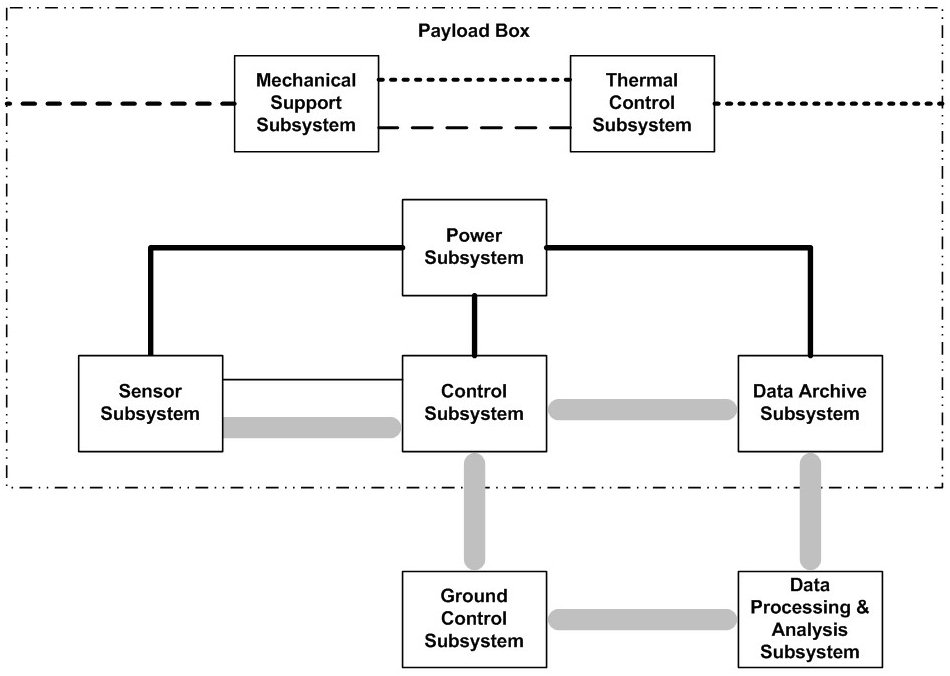 Payload Box
Mechanical
Support
Subsystem
Thermal
Control
Subsystem
Power
Subsystem
Sensor
Subsystem
Control
Subsystem
Data Archive
Subsystem
Ground
Control
Subsystem
Data
Processing &
Analysis
Subsystem